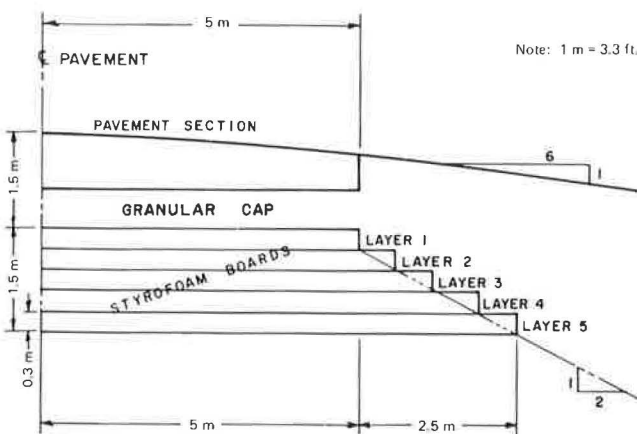 5 m
Note: 1 m = 3.3 ft.
℄ PAVEMENT
PAVEMENT SECTION
6
1
1.5 m
GRANULAR CAP
LAYER 1
LAYER 2
LAYER 3
LAYER 4
LAYER 5
STYROFOAM BOARDS
1.5 m
0.3 m
1
2
5 m
2.5 m